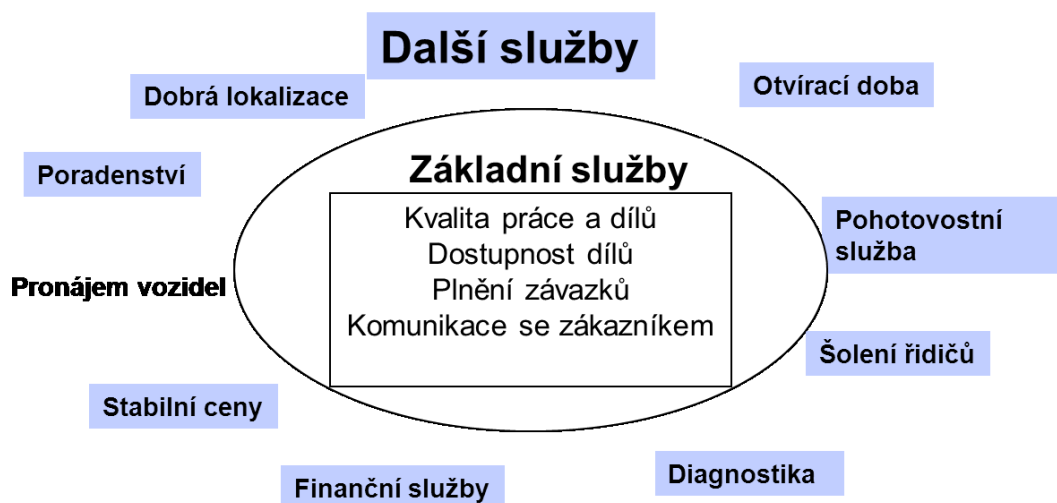 Další služby
Dobrá lokalizace
Otvírací doba
Poradenství
Základní služby
Kvalita práce a dílů
Dostupnost dílů
Plnění závazků
Komunikace se zákazníkem
Pohotovostní
služba
Pronájem vozidel
Šolení řidičů
Stabilní ceny
Finanční služby
Diagnostika